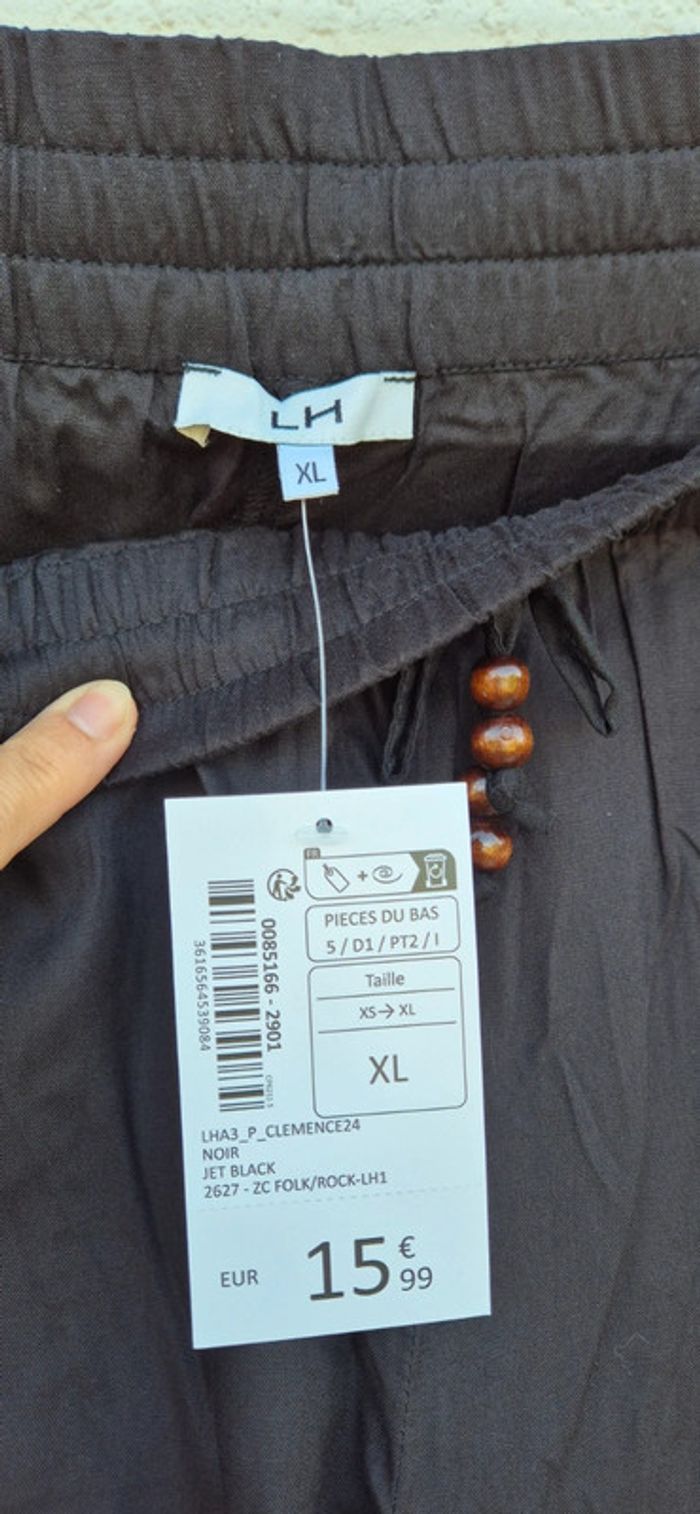 LH
XL
FR
PIECES DU BAS
5 / D1 / PT2 / I
Taille
XS→ XL
XL
0085166 - 2901
3616564539084
LHA3_P_CLEMENCE24
NOIR
JET BLACK
2627 - ZC FOLK/ROCK-LH1
EUR 15€99